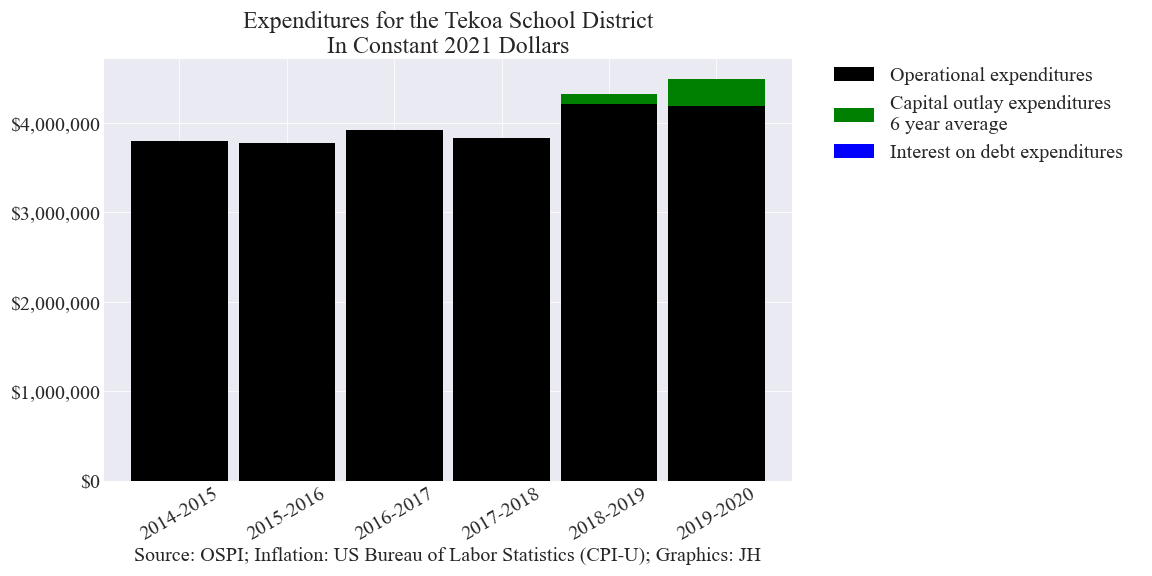 Expenditures for the Tekoa School District
In Constant 2021 Dollars
Operational expenditures
Capital outlay expenditures
6 year average
Interest on debt expenditures
$4,000,000
$3,000,000
$2,000,000
$1,000,000
$0
2014-2015
2015-2016
2016-2017
2017-2018
2018-2019
2019-2020
Source: OSPI; Inflation: US Bureau of Labor Statistics (CPI-U); Graphics: JH